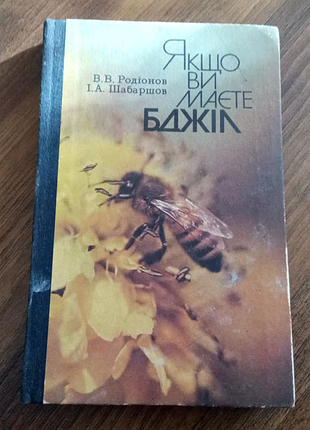 В. В. Родіонов
І. А. Шабаршов
Якщо
ви
маєте
бджіл